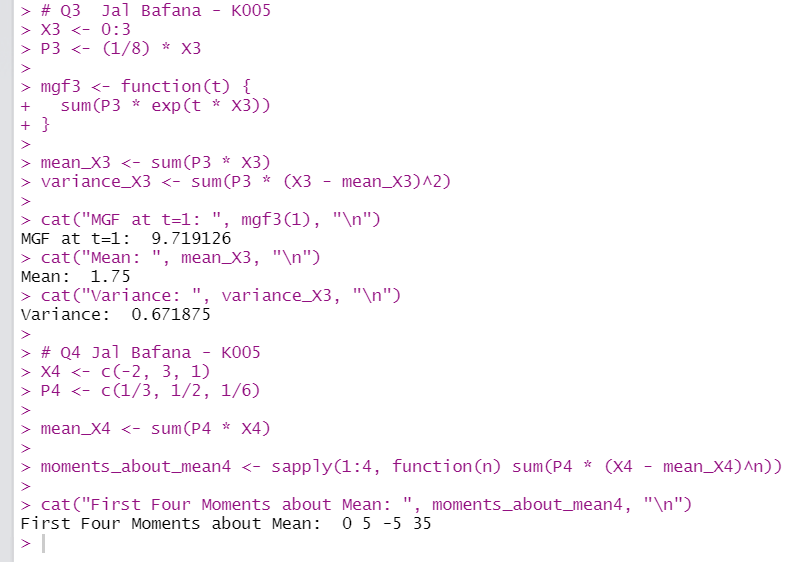 > # Q3  Jal Bafana - K005
> X3 <- 0:3
> P3 <- (1/8) * X3
>
> mgf3 <- function(t) {
+   sum(P3 * exp(t * X3))
+ }
>
> mean_X3 <- sum(P3 * X3)
> variance_X3 <- sum(P3 * (X3 - mean_X3)^2)
>
> cat("MGF at t=1: ", mgf3(1), "\n")
MGF at t=1:  9.719126
> cat("Mean: ", mean_X3, "\n")
Mean:  1.75
> cat("Variance: ", variance_X3, "\n")
Variance:  0.671875
>
> # Q4 Jal Bafana - K005
> X4 <- c(-2, 3, 1)
> P4 <- c(1/3, 1/2, 1/6)
>
> mean_X4 <- sum(P4 * X4)
>
> moments_about_mean4 <- sapply(1:4, function(n) sum(P4 * (X4 - mean_X4)^n))
>
> cat("First Four Moments about Mean: ", moments_about_mean4, "\n")
First Four Moments about Mean:  0 5 -5 35
>